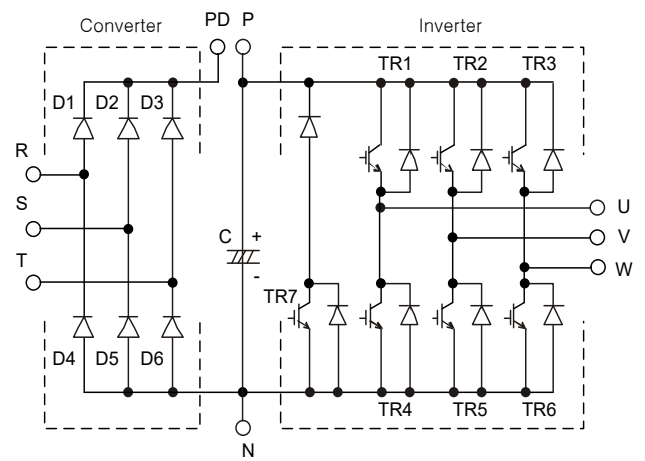 Converter PD P Inverter
TR1 TR2 TR3
D1 D2 D3
R
S
U
C +
V
T
-
W
TR7
D4 D5 D6
TR4 TR5 TR6
N